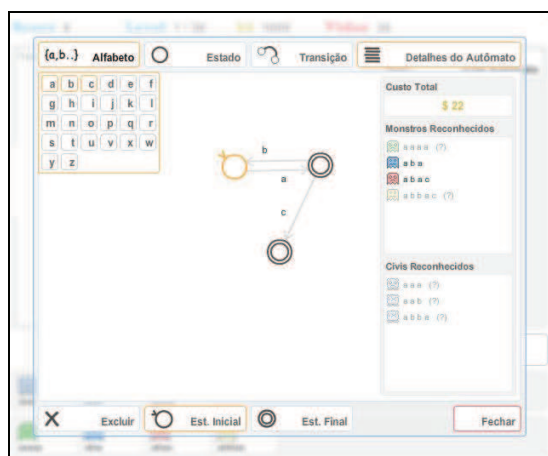 {a,b..} Alfabeto Estado Transição Detalhes do Autômato
a b c d e f
g h i j k l
m n o p q r
s t u v x w
y z
b
a
c
Custo Total
$ 22
Monstros Reconhecidos
a a a a (?)
a b a
a b a c
a b b a c (?)
Civis Reconhecidos
a a a (?)
a a b (?)
a b b a (?)
Excluir Est. Inicial Est. Final Fechar